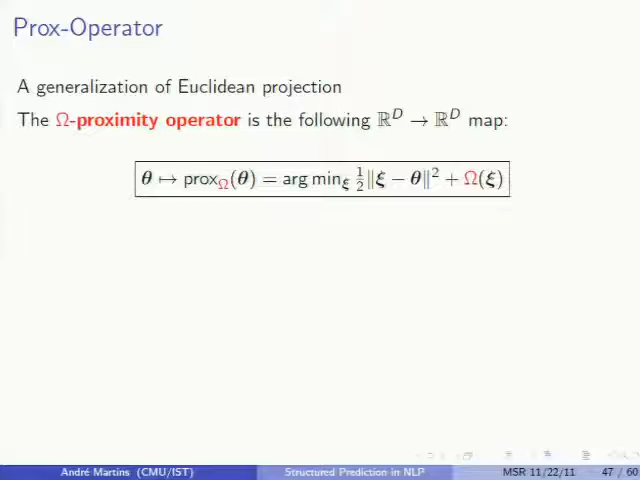 Prox-Operator
A generalization of Euclidean projection
The Ω-proximity operator is the following ℝ^D → ℝ^D map:
θ ↦ prox_Ω(θ) = arg min_ξ ½‖ξ − θ‖² + Ω(ξ)
André Martins (CMU/IST) Structured Prediction in NLP MSR 11/22/11 47 / 60